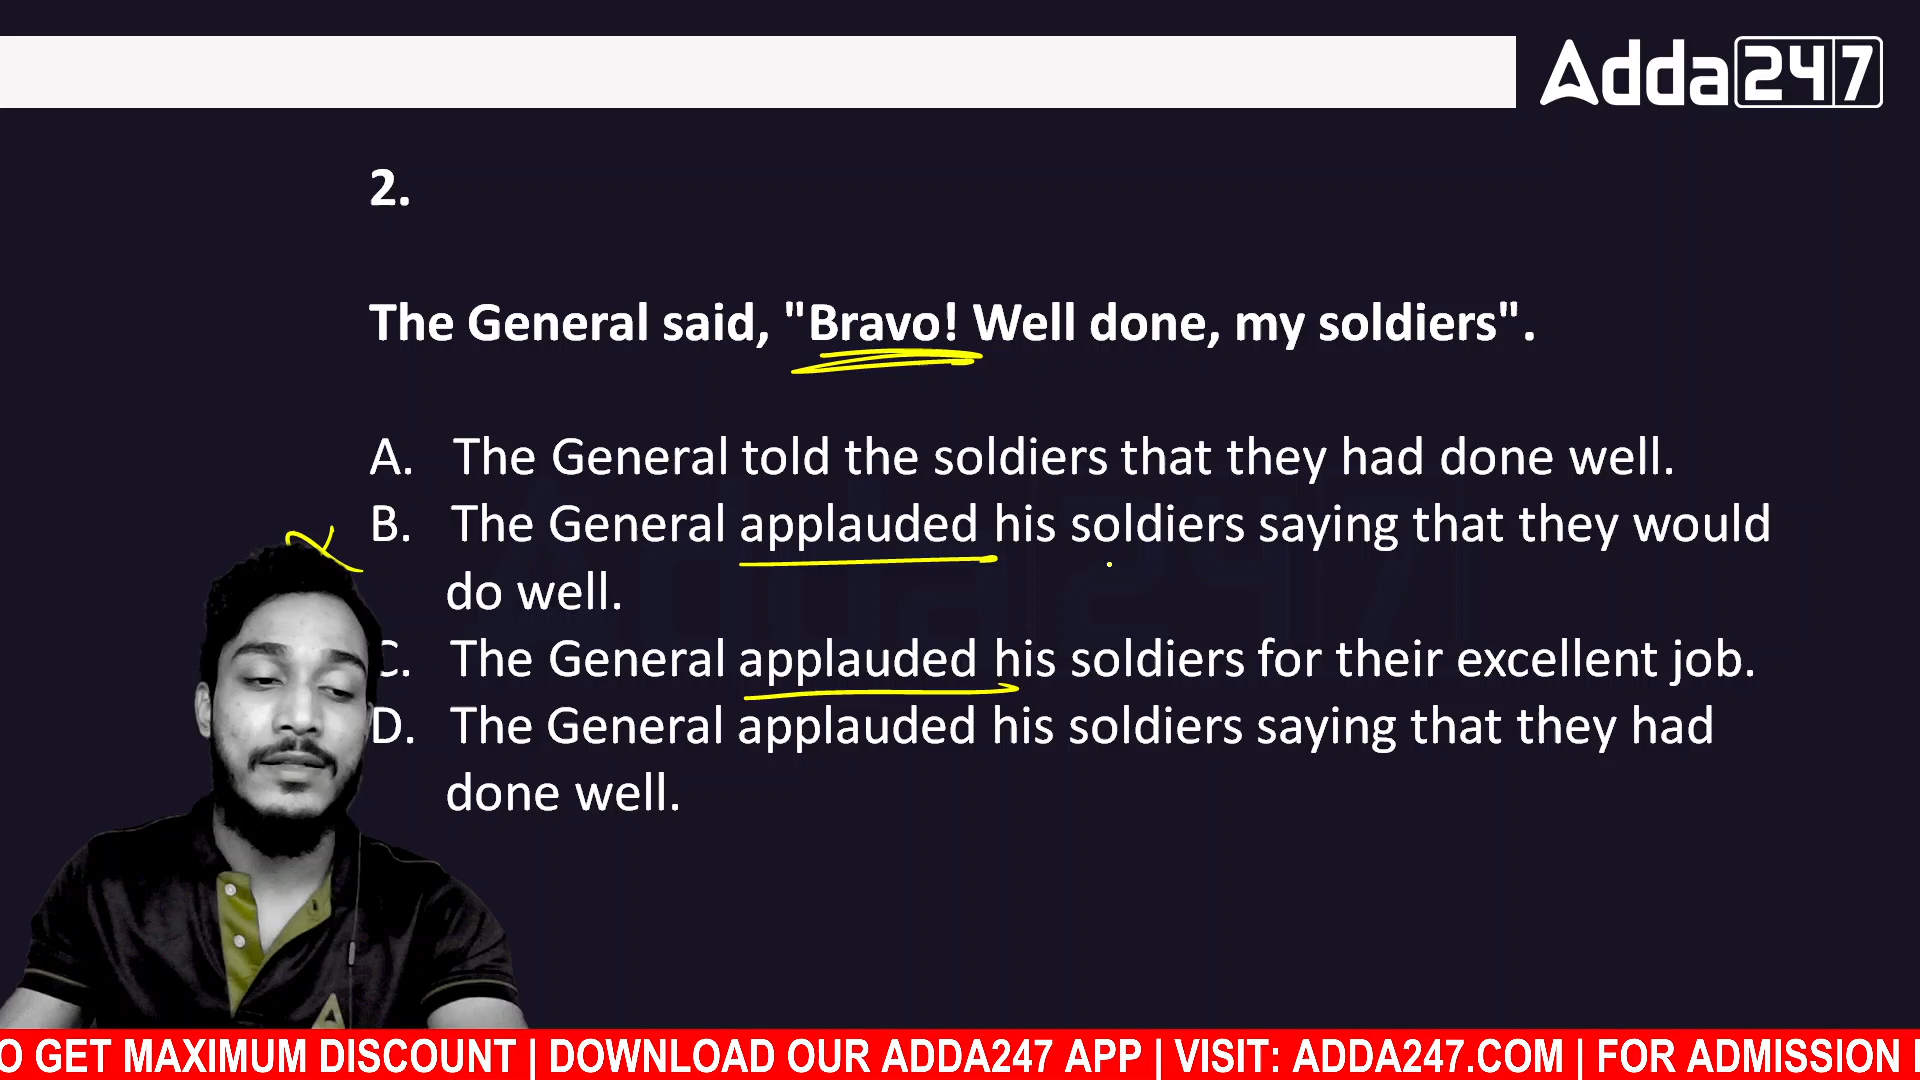 Adda247
2.
The General said, "Bravo! Well done, my soldiers".
A. The General told the soldiers that they had done well.
B. The General applauded his soldiers saying that they would
do well.
C. The General applauded his soldiers for their excellent job.
D. The General applauded his soldiers saying that they had
done well.
O GET MAXIMUM DISCOUNT | DOWNLOAD OUR ADDA247 APP | VISIT: ADDA247.COM | FOR ADMISSION